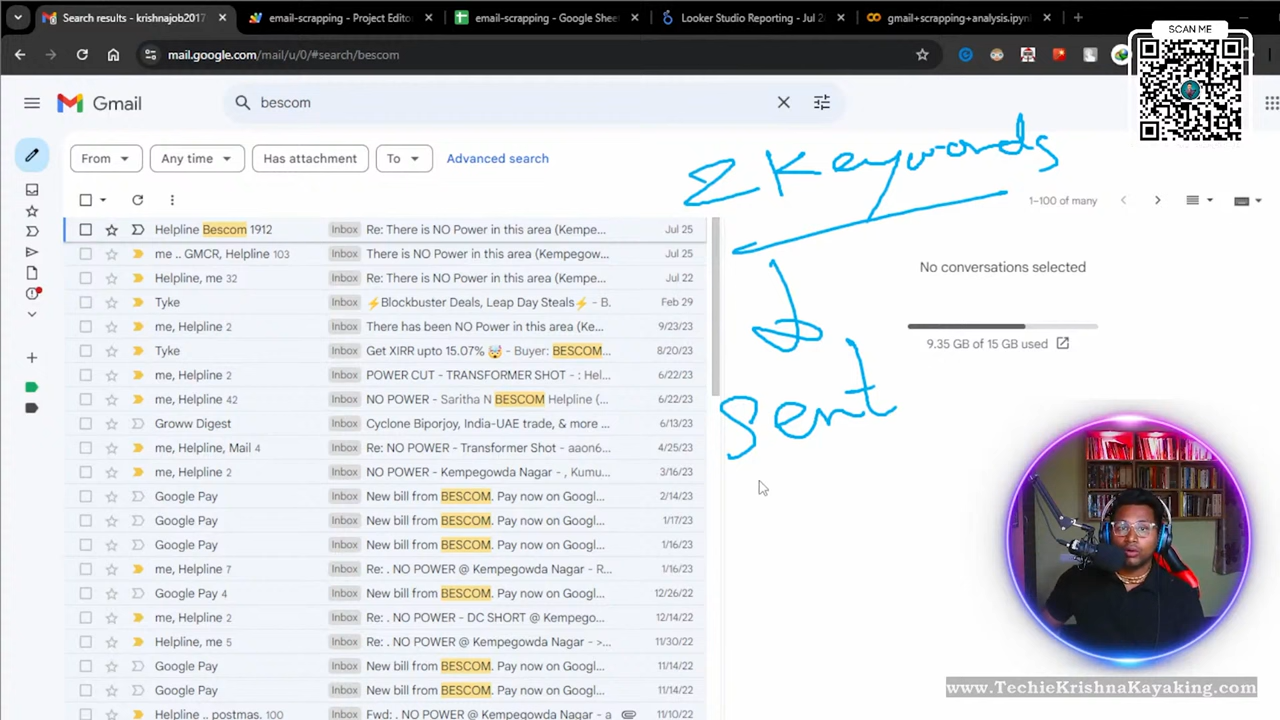 Search results - krishnajob2017
email-scrapping - Project Edito
email-scrapping - Google Shee
Looker Studio Reporting - Jul 2
gmail+scrapping+analysis.ipyn
SCAN ME
mail.google.com/mail/u/0/#search/bescom
Gmail
bescom
From
Any time
Has attachment
To
Advanced search
2 Keywords
1–100 of many
Helpline Bescom 1912 Inbox Re: There is NO Power in this area (Kempe... Jul 25
me .. GMCR, Helpline 103 Inbox There is NO Power in this area (Kempegow... Jul 25
Helpline, me 32 Inbox Re: There is NO Power in this area (Kempe... Jul 22
Tyke Inbox ⚡Blockbuster Deals, Leap Day Steals⚡ - B. Feb 29
me, Helpline 2 Inbox There has been NO Power in this area (Ke... 9/23/23
Tyke Inbox Get XIRR upto 15.07% 🤯 - Buyer: BESCOM... 8/20/23
me, Helpline 2 Inbox POWER CUT - TRANSFORMER SHOT - : Hel... 6/22/23
me, Helpline 42 Inbox NO POWER - Saritha N BESCOM Helpline (... 6/22/23
Groww Digest Inbox Cyclone Biporjoy, India-UAE trade, & more ... 6/13/23
me, Helpline, Mail 4 Inbox Re: NO POWER - Transformer Shot - aaon6... 4/25/23
me, Helpline 2 Inbox NO POWER - Kempegowda Nagar - , Kumu... 3/16/23
Google Pay Inbox New bill from BESCOM. Pay now on Googl... 2/14/23
Google Pay Inbox New bill from BESCOM. Pay now on Googl... 1/17/23
Google Pay Inbox New bill from BESCOM. Pay now on Googl...
me, Helpline 7 Inbox Re: . NO POWER @ Kempegowda Nagar - R... 1/16/23
Google Pay 4 Inbox New bill from BESCOM. Pay now on Googl... 12/26/22
me, Helpline 2 Inbox Re: . NO POWER - DC SHORT @ Kempego... 12/14/22
Helpline, me 5 Inbox Re: . NO POWER @ Kempegowda Nagar - >... 11/30/22
Google Pay Inbox New bill from BESCOM. Pay now on Googl... 11/14/22
Google Pay Inbox New bill from BESCOM. Pay now on Googl... 11/14/22
Helpline .. postmas. 100 Inbox Fwd: . NO POWER @ Kempegowda Nagar - a 11/10/22
No conversations selected
9.35 GB of 15 GB used
Sent
www.TechieKrishnaKayaking.com